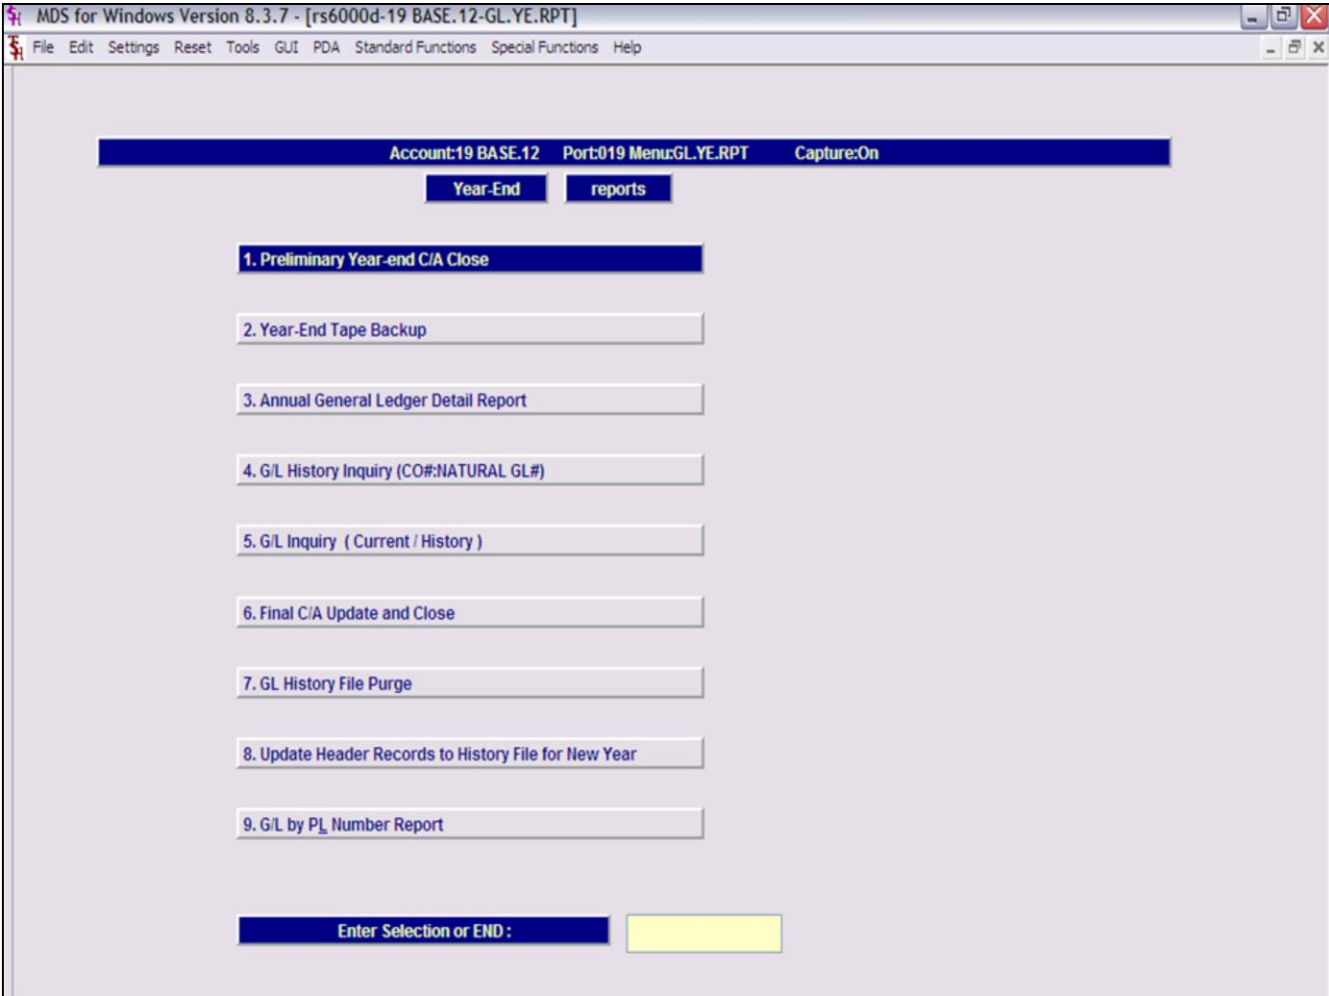 MDS for Windows Version 8.3.7 - [rs6000d-19 BASE.12-GL.YE.RPT]
File Edit Settings Reset Tools GUI PDA Standard Functions Special Functions Help
Account:19 BASE.12 Port:019 Menu:GL.YE.RPT Capture:On
Year-End reports
1. Preliminary Year-end C/A Close
2. Year-End Tape Backup
3. Annual General Ledger Detail Report
4. G/L History Inquiry (CO#:NATURAL GL#)
5. G/L Inquiry ( Current / History )
6. Final C/A Update and Close
7. GL History File Purge
8. Update Header Records to History File for New Year
9. G/L by PL Number Report
Enter Selection or END :